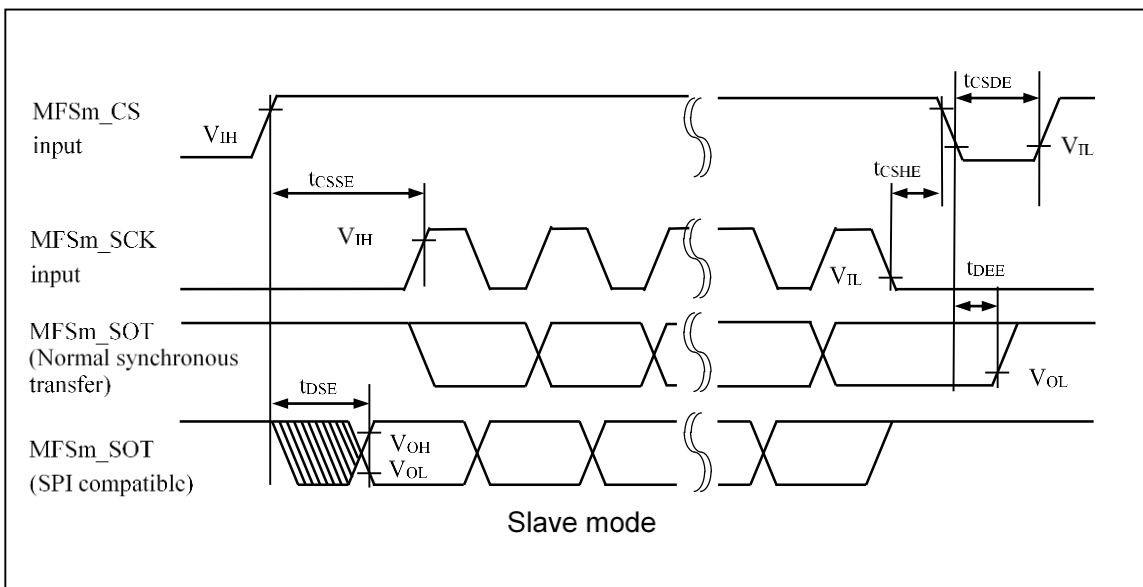 tCSDE
MFSm_CS
input
VIH
VIL
tCSHE
tCSSE
MFSm_SCK
input
VIH
VIL
tDEE
MFSm_SOT
(Normal synchronous
transfer)
VOL
tDSE
MFSm_SOT
(SPI compatible)
VOH
VOL
Slave mode